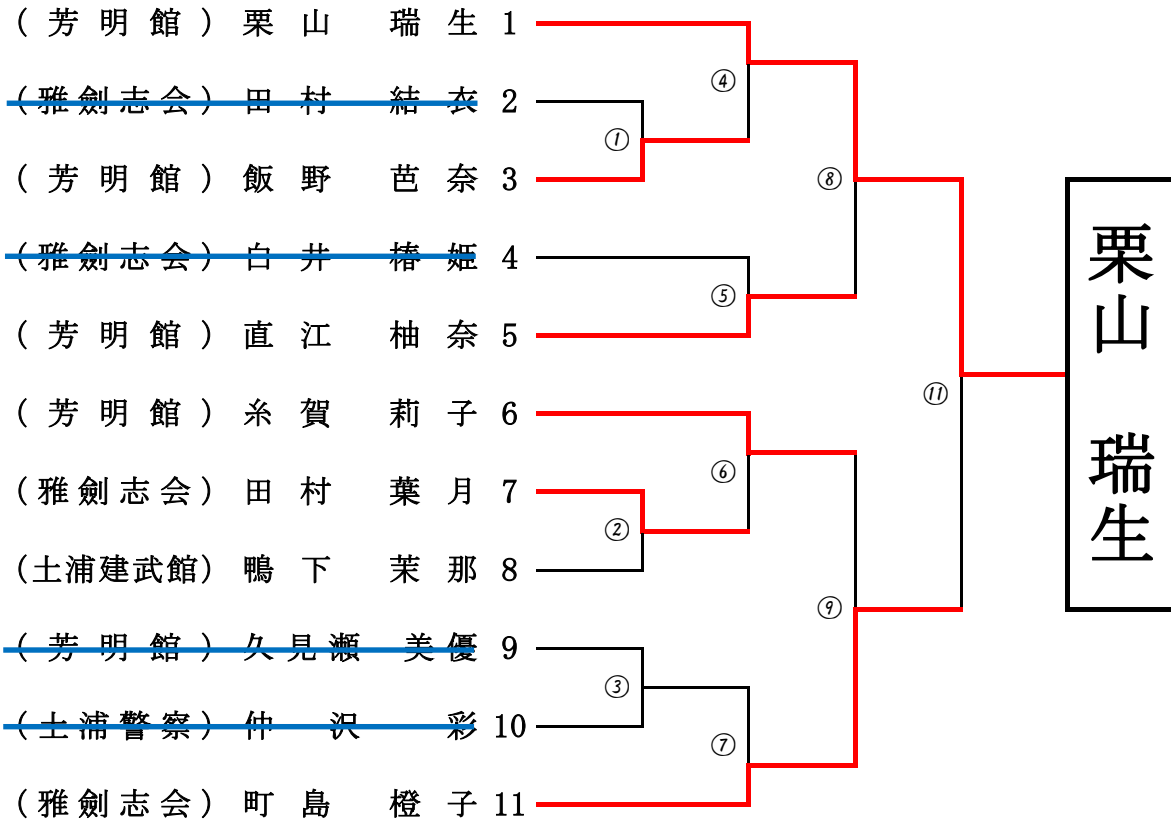 (芳明館) 栗山 瑞生 1
(雅劍志会) 田村 結衣 2
(芳明館) 飯野 芭奈 3
(雅劍志会) 白井 椿姫 4
(芳明館) 直江 柚奈 5
(芳明館) 糸賀 莉子 6
(雅劍志会) 田村 葉月 7
(土浦建武館) 鴨下 茉那 8
(芳明館) 久見瀬 美優 9
(土浦警察) 仲沢 彩 10
(雅劍志会) 町島 橙子 11
①
②
③
④
⑤
⑥
⑦
⑧
⑨
⑪
栗山 瑞生